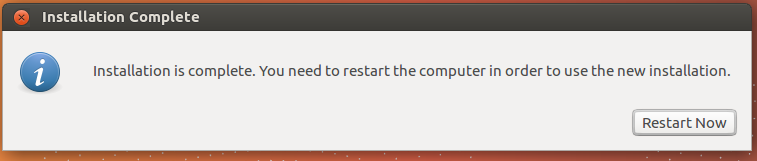 Installation Complete
Installation is complete. You need to restart the computer in order to use the new installation.
Restart Now